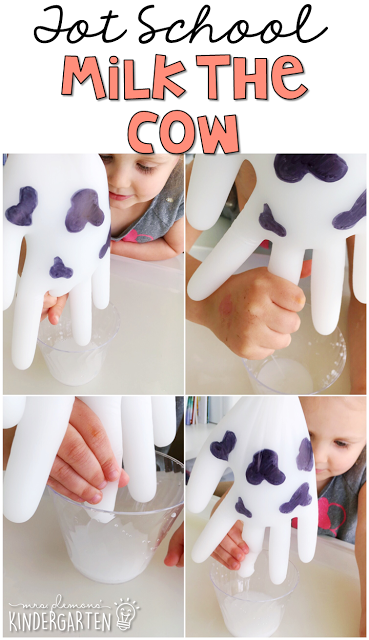 Tot School
MiLK THE
COW
mrs. plemons'
KINDERGARTEN